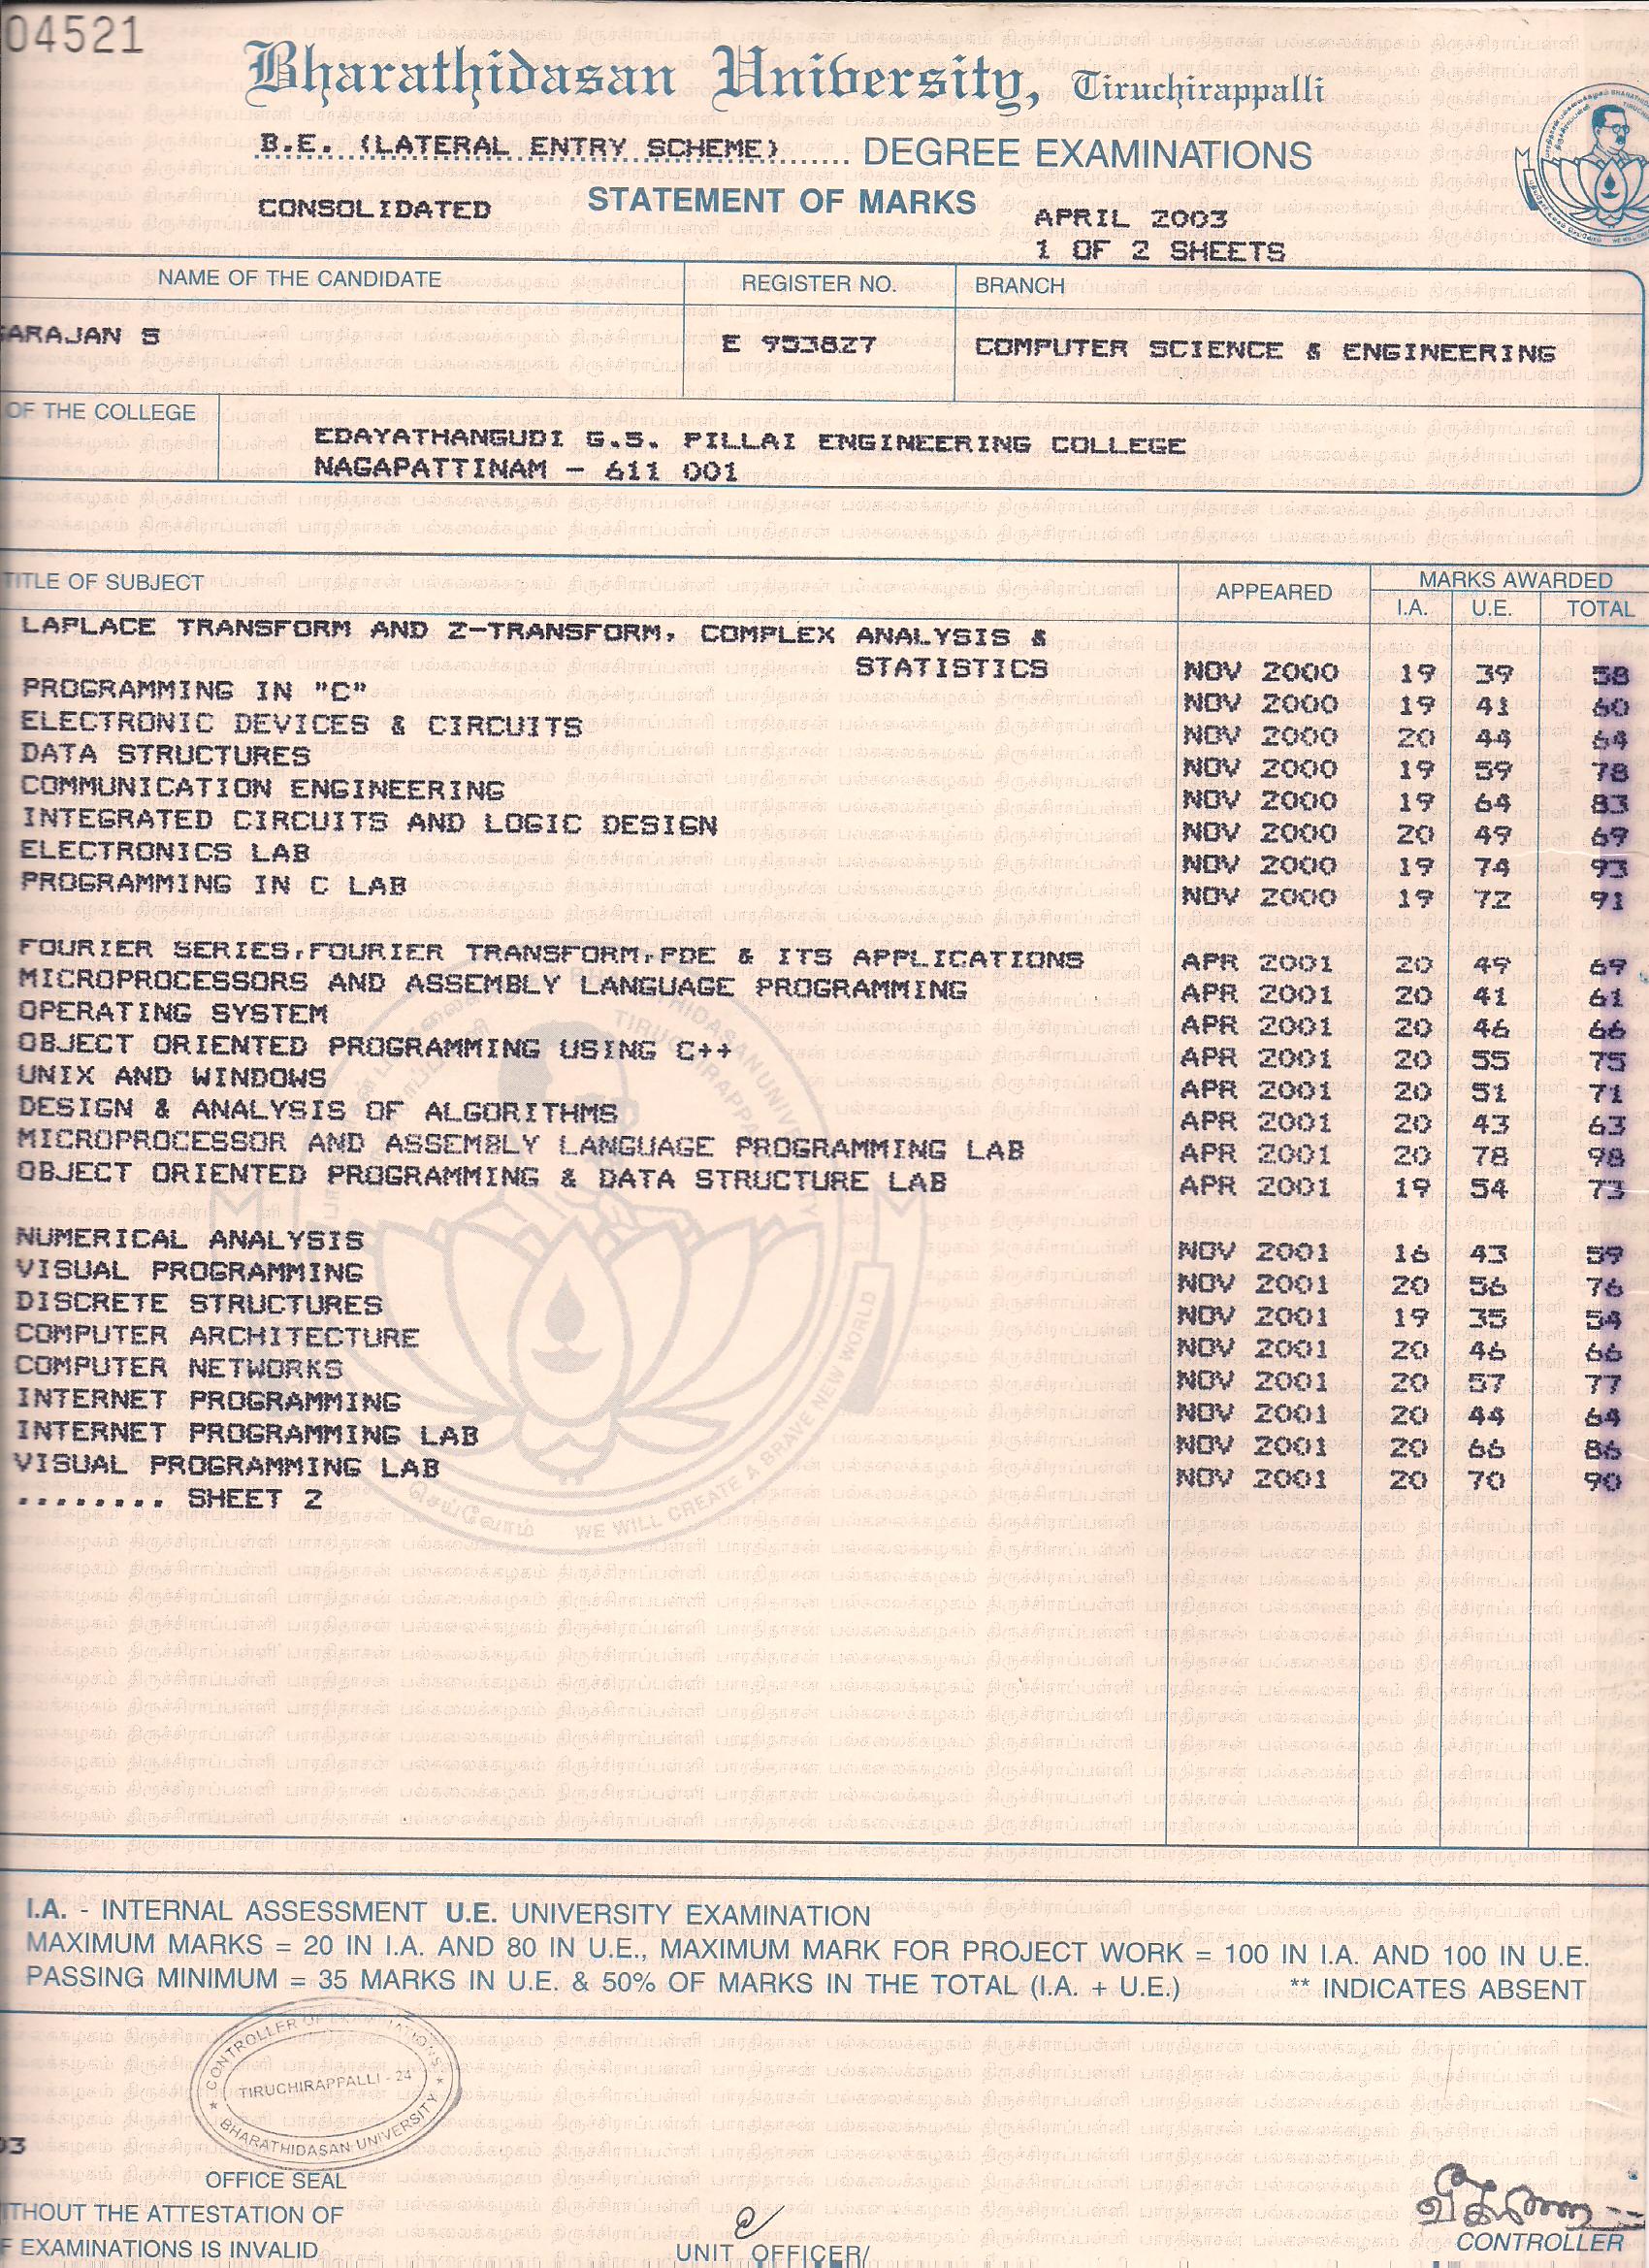 04521
Bharathidasan University, Tiruchirappalli
B.E. (LATERAL ENTRY SCHEME) DEGREE EXAMINATIONS
CONSOLIDATED STATEMENT OF MARKS APRIL 2003
1 OF 2 SHEETS
NAME OF THE CANDIDATE REGISTER NO. BRANCH
ARAJAN S E 953827 COMPUTER SCIENCE & ENGINEERING
OF THE COLLEGE
EDAYATHANGUDI G.S. PILLAI ENGINEERING COLLEGE
NAGAPATTINAM - 611 001
TITLE OF SUBJECT APPEARED MARKS AWARDED
I.A. U.E. TOTAL
LAPLACE TRANSFORM AND Z-TRANSFORM, COMPLEX ANALYSIS &
STATISTICS NOV 2000 19 39 58
PROGRAMMING IN "C" NOV 2000 19 41 60
ELECTRONIC DEVICES & CIRCUITS NOV 2000 20 44 64
DATA STRUCTURES NOV 2000 19 59 78
COMMUNICATION ENGINEERING NOV 2000 19 64 83
INTEGRATED CIRCUITS AND LOGIC DESIGN NOV 2000 20 49 69
ELECTRONICS LAB NOV 2000 19 74 93
PROGRAMMING IN C LAB NOV 2000 19 72 91
FOURIER SERIES,FOURIER TRANSFORM,PDE & ITS APPLICATIONS APR 2001 20 49 69
MICROPROCESSORS AND ASSEMBLY LANGUAGE PROGRAMMING APR 2001 20 41 61
OPERATING SYSTEM APR 2001 20 46 66
OBJECT ORIENTED PROGRAMMING USING C++ APR 2001 20 55 75
UNIX AND WINDOWS APR 2001 20 51 71
DESIGN & ANALYSIS OF ALGORITHMS APR 2001 20 43 63
MICROPROCESSOR AND ASSEMBLY LANGUAGE PROGRAMMING LAB APR 2001 20 78 98
OBJECT ORIENTED PROGRAMMING & DATA STRUCTURE LAB APR 2001 19 54 73
NUMERICAL ANALYSIS NOV 2001 16 43 59
VISUAL PROGRAMMING NOV 2001 20 56 76
DISCRETE STRUCTURES NOV 2001 19 35 54
COMPUTER ARCHITECTURE NOV 2001 20 46 66
COMPUTER NETWORKS NOV 2001 20 57 77
INTERNET PROGRAMMING NOV 2001 20 44 64
INTERNET PROGRAMMING LAB NOV 2001 20 66 86
VISUAL PROGRAMMING LAB NOV 2001 20 70 90
........ SHEET 2
WE WILL CREATE A BRAVE NEW WORLD
I.A. - INTERNAL ASSESSMENT U.E. UNIVERSITY EXAMINATION
MAXIMUM MARKS = 20 IN I.A. AND 80 IN U.E., MAXIMUM MARK FOR PROJECT WORK = 100 IN I.A. AND 100 IN U.E.
PASSING MINIMUM = 35 MARKS IN U.E. & 50% OF MARKS IN THE TOTAL (I.A. + U.E.) ** INDICATES ABSENT
CONTROLLER OF EXAMINATIONS
TIRUCHIRAPPALLI - 24
BHARATHIDASAN UNIVERSITY
03
OFFICE SEAL
ITHOUT THE ATTESTATION OF
F EXAMINATIONS IS INVALID
UNIT OFFICER/
CONTROLLER